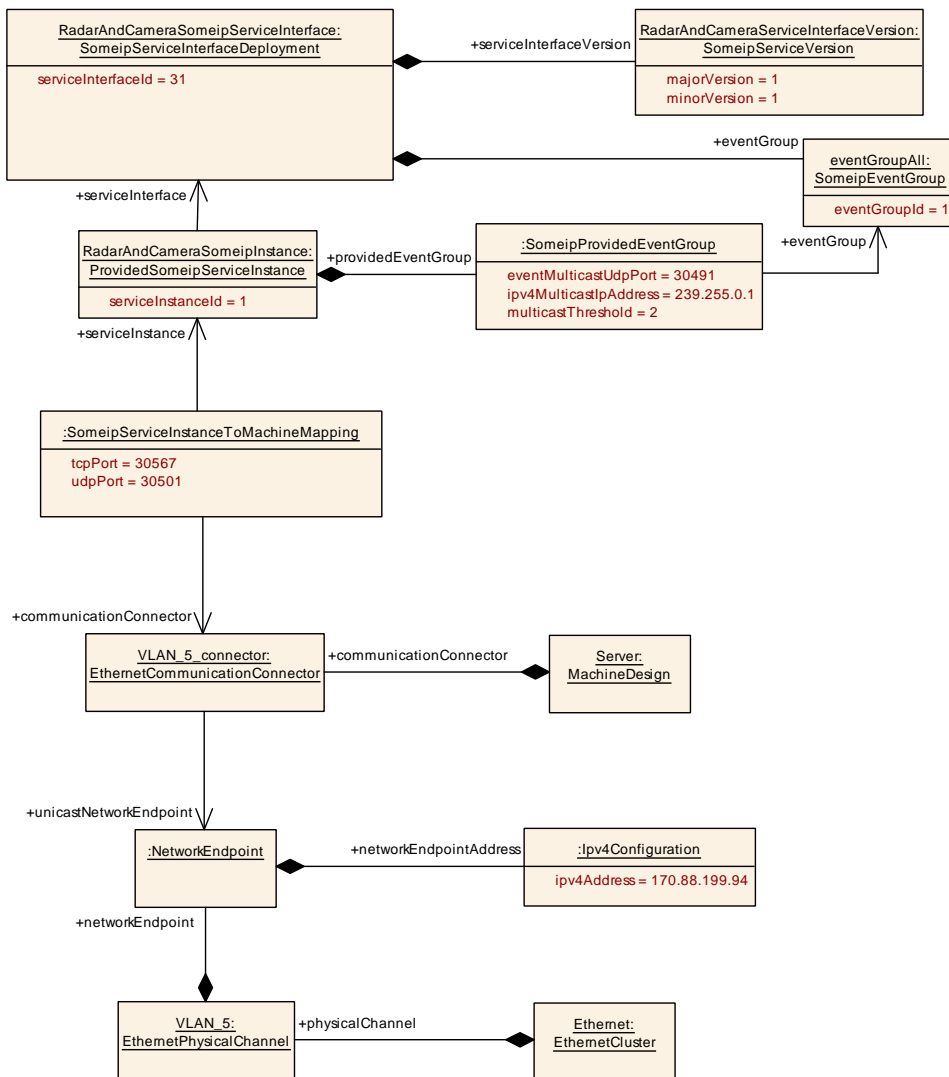 RadarAndCameraSomeipServiceInterface:
SomeipServiceInterfaceDeployment
serviceInterfaceId = 31
+serviceInterfaceVersion
RadarAndCameraServiceInterfaceVersion:
SomeipServiceVersion
majorVersion = 1
minorVersion = 1
+eventGroup
eventGroupAll:
SomeipEventGroup
eventGroupId = 1
+serviceInterface
RadarAndCameraSomeipInstance:
ProvidedSomeipServiceInstance
serviceInstanceId = 1
+providedEventGroup
:SomeipProvidedEventGroup
eventMulticastUdpPort = 30491
ipv4MulticastIpAddress = 239.255.0.1
multicastThreshold = 2
+eventGroup
+serviceInstance
:SomeipServiceInstanceToMachineMapping
tcpPort = 30567
udpPort = 30501
+communicationConnector
VLAN_5_connector:
EthernetCommunicationConnector
+communicationConnector
Server:
MachineDesign
+unicastNetworkEndpoint
:NetworkEndpoint
+networkEndpointAddress
:Ipv4Configuration
ipv4Address = 170.88.199.94
+networkEndpoint
VLAN_5:
EthernetPhysicalChannel
+physicalChannel
Ethernet:
EthernetCluster